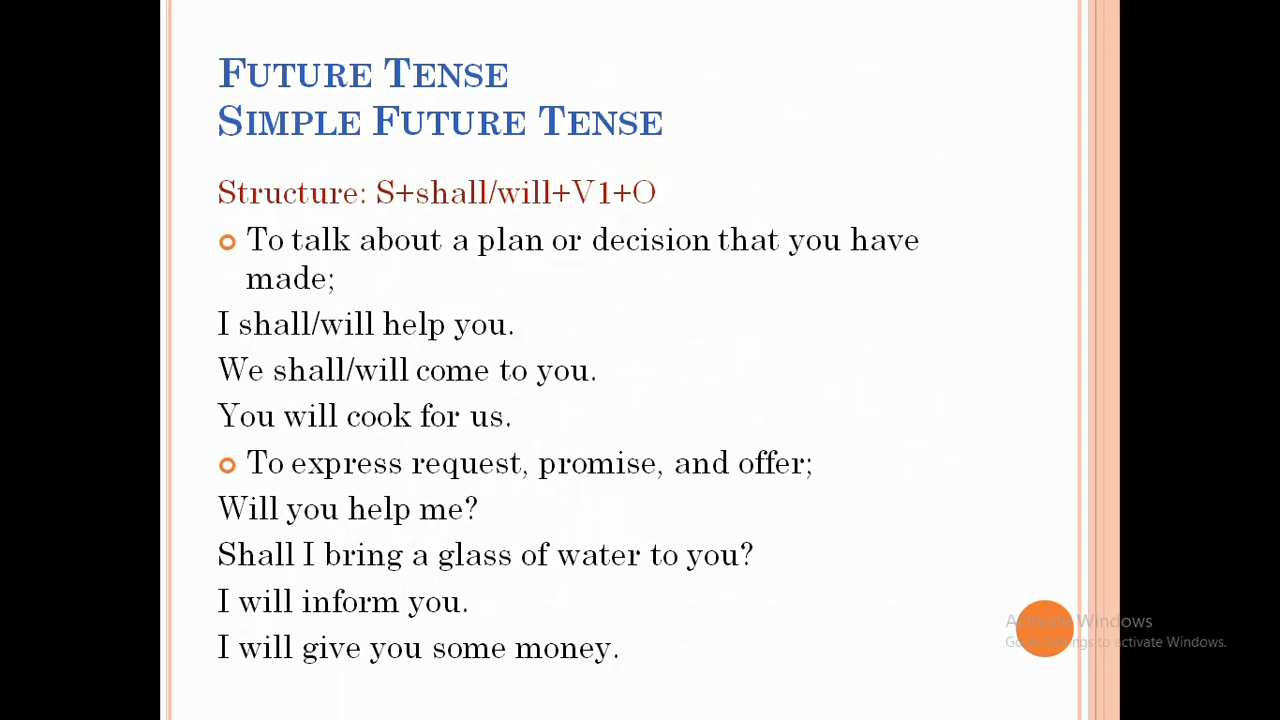 FUTURE TENSE
SIMPLE FUTURE TENSE
Structure: S+shall/will+V1+O
To talk about a plan or decision that you have
made;
I shall/will help you.
We shall/will come to you.
You will cook for us.
To express request, promise, and offer;
Will you help me?
Shall I bring a glass of water to you?
I will inform you.
I will give you some money.
Activate Windows
Go to Settings to activate Windows.